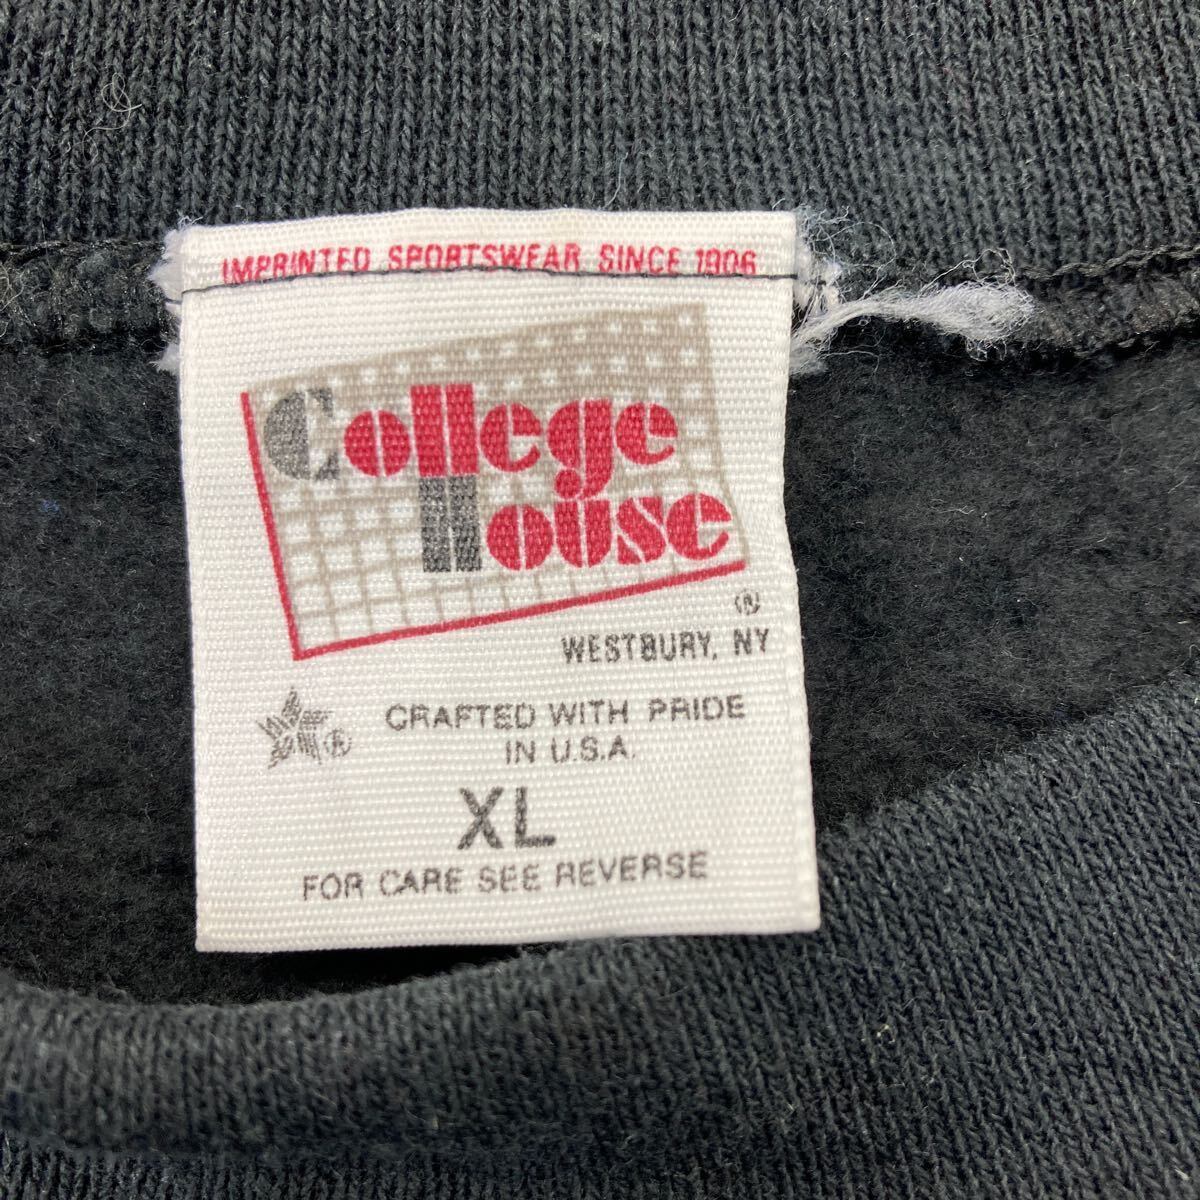 IMPRINTED SPORTSWEAR SINCE 1906
College
House
®
WESTBURY, NY
® CRAFTED WITH PRIDE
IN U.S.A.
XL
FOR CARE SEE REVERSE